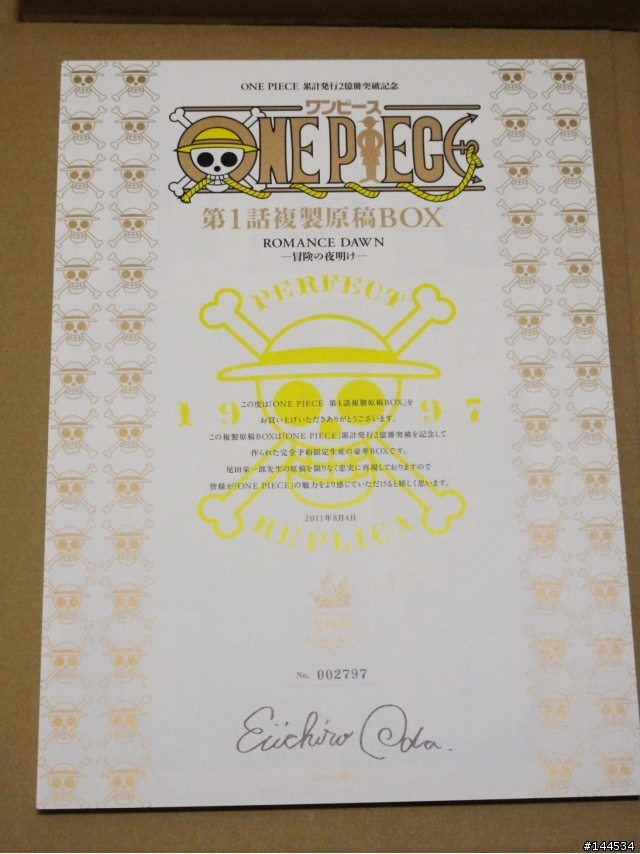 ONE PIECE 累計発行2億冊突破記念
ワンピース
ONE PIECE
第1話複製原稿BOX
ROMANCE DAWN
—冒険の夜明け—
PERFECT
この度は「ONE PIECE 第1話複製原稿BOX」を
お買い上げいただきありがとうございます。
1997
この複製原稿BOXは「ONE PIECE」累計発行2億冊突破を記念して
作られた完全予約限定生産の豪華BOXです。
尾田栄一郎先生の原稿を限りなく忠実に再現しておりますので
皆様が「ONE PIECE」の魅力をより感じていただけると嬉しく思います。
2011年8月4日
REPLICA
No. 002797
Eiichiro Oda.
#144534